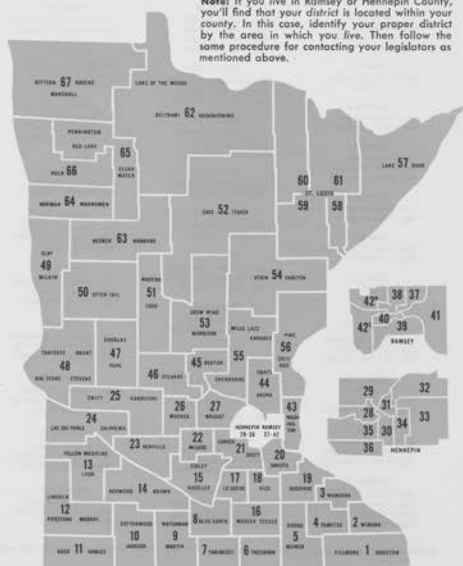 Note: If you live in Ramsey or Hennepin County,
you'll find that your district is located within your
county. In this case, identify your proper district
by the area in which you live. Then follow the
same procedure for contacting your legislators as
mentioned above.
KITTSON 67 ROSEAU
MARSHALL
LAKE OF THE WOODS
BELTRAMI 62 KOOCHICHING
PENNINGTON
RED LAKE
POLK 66
65
CLEAR
WATER
60
61
ST. LOUIS
59
58
LAKE 57 COOK
NORMAN 64 MAHNOMEN
CASS 52 ITASCA
BECKER 63 HUBBARD
CLAY
49
WILKIN
50 OTTER TAIL
WADENA
51
TODD
AITKIN 54 CARLTON
CROW WING
53
MORRISON
MILLE LACS
KANABEC
55
SHERBURNE
PINE
56
CHISAGO
38 37
42
40
39
41
RAMSEY
DOUGLAS
47
POPE
TRAVERSE GRANT
48
BIG STONE STEVENS
46 STEARNS
45 BENTON
ISANTI
44
ANOKA
SWIFT 25 KANDIYOHI
26
MEEKER
27
WRIGHT
43
WASHINGTON
HENNEPIN RAMSEY
28-36 37-42
29
32
28
31
33
35 30
34
36
HENNEPIN
24
LAC QUI PARLE CHIPPEWA
23 RENVILLE
22
MCLEOD
CARVER
21
SCOTT
20
DAKOTA
YELLOW MEDICINE
13
LYON
SIBLEY
15
NICOLLET
17
LE SUEUR
18
RICE
19
GOODHUE
3 WABASHA
LINCOLN
12
PIPESTONE MURRAY
REDWOOD 14 BROWN
COTTONWOOD
10
JACKSON
WATONWAN
9
MARTIN
8 BLUE EARTH
16
WASECA STEELE
DODGE
5
MOWER
4 OLMSTED
2 WINONA
ROCK 11 NOBLES
7 FARIBAULT
6 FREEBORN
FILLMORE 1 HOUSTON